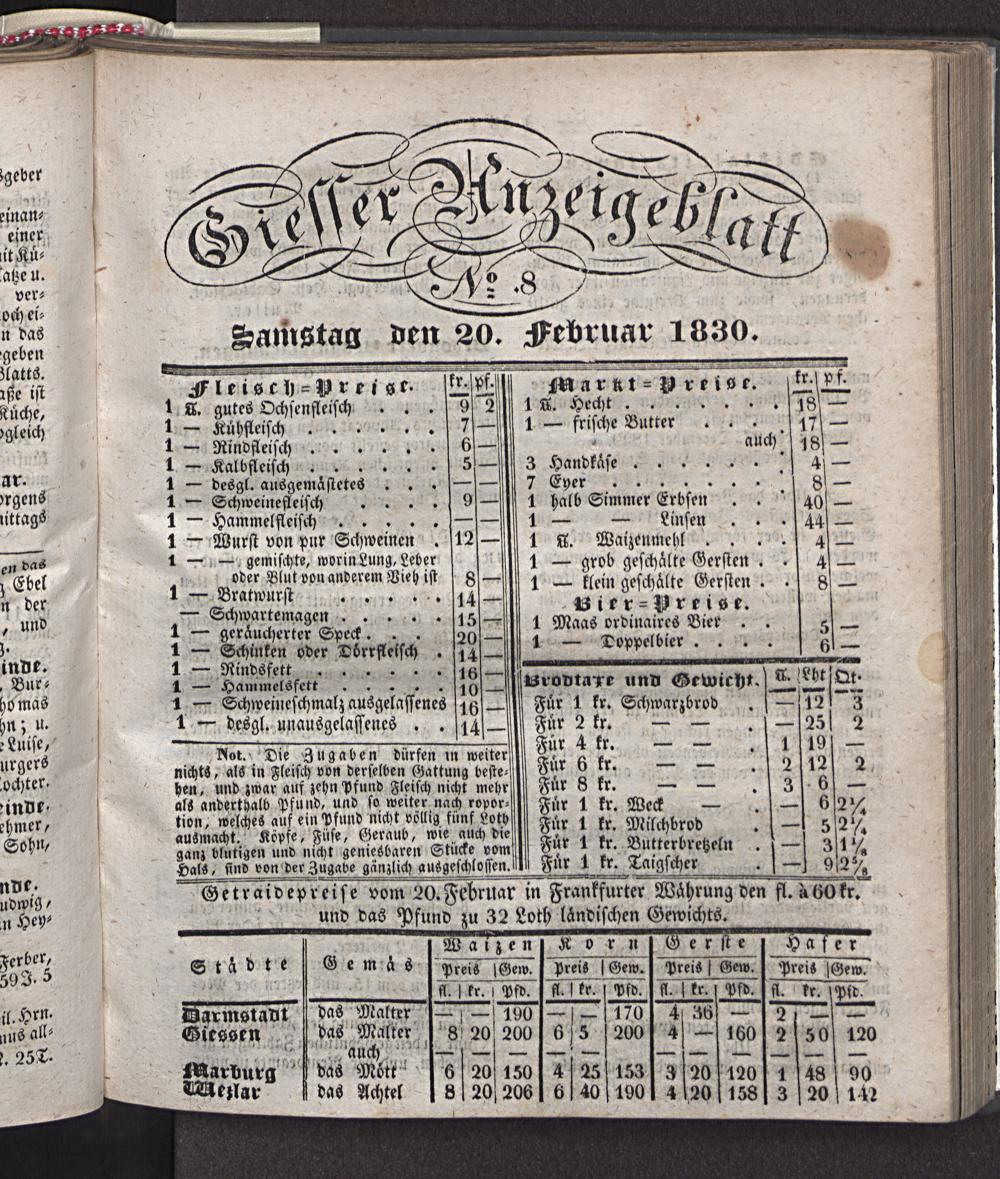 Giesser Anzeigeblatt
No. 8
Samstag den 20. Februar 1830.
Fleisch=Preise. kr. pf.
1 ℔. gutes Ochsenfleisch . . . 9 2
1 — Kühfleisch . . . . 7 —
1 — Rindfleisch . . . . 6 —
1 — Kalbfleisch . . . . . 5 —
1 — desgl. ausgemästetes . . . — —
1 — Schweinefleisch . . . . 9 —
1 — Hammelfleisch . . . . . — —
1 — Wurst von pur Schweinen 12 —
1 — — gemischte, worin Lung, Leber
oder Blut von anderem Vieh ist 8 —
1 — Bratwurst . . . . . 14 —
— Schwartemagen . . . . 15 —
1 — geräucherter Speck . . . 20 —
1 — Schinken oder Dörrfleisch . 14 —
1 — Rindsfett . . . . . 16 —
1 — Hammelsfett . . . . . 10 —
1 — Schweineschmalz ausgelassenes 16 —
1 — desgl. unausgelassenes . . 14 —
Not. Die Zugaben dürfen in weiter
nichts, als in Fleisch von derselben Gattung beste=
hen, und zwar auf zehn Pfund Fleisch nicht mehr
als anderthalb Pfund, und so weiter nach ropor=
tion, welches auf ein Pfund nicht völlig fünf Loth
ausmacht. Köpfe, Füse, Geraub, wie auch die
ganz blutigen und nicht geniesbaren Stücke vom
Hals, sind von der Zugabe gänzlich ausgeschlossen.
Markt=Preise. kr. pf.
1 ℔. Hecht . . . . . . 18 —
1 — frische Butter . . . . 17 —
auch 18 —
3 Handkäse . . . . . . 4 —
7 Eyer . . . . . . . 8 —
1 halb Simmer Erbsen . . . 40 —
1 — — Linsen . . . 44 —
1 ℔. Waizenmehl . . . . 4 —
1 — grob geschälte Gersten . . 4 —
1 — klein geschälte Gersten . . 8 —
Bier=Preise.
1 Maas ordinaires Bier . . 5 —
1 — Doppelbier . . . . 6 —
Brodtaxe und Gewicht. ℔. Lht Qt.
Für 1 kr. Schwarzbrod . — 12 3
Für 2 kr. — — — 25 2
Für 4 kr. — — 1 19 —
Für 6 kr. — — 2 12 2
Für 8 kr. — — 3 6 —
Für 1 kr. Weck — — 6 2¼
Für 1 kr. Milchbrod . — 5 2¼
Für 1 kr. Butterbretzeln . — 3 1⅛
Für 1 kr. Taigscher . — 9 2⅝
Getraidepreise vom 20. Februar in Frankfurter Währung den fl. à 60 kr.
und das Pfund zu 32 Loth ländischen Gewichts.
Städte Gemäs Waizen Korn Gerste Hafer
Preis Gew. Preis Gew. Preis Gew. Preis Gew.
fl. kr. Pfd. fl. kr. Pfd. fl. kr. Pfd. fl. kr. Pfd.
Darmstadt das Malter — — 190 — — 170 4 36 — 2 — —
Giessen das Malter 8 20 200 6 5 200 4 — 160 2 50 120
auch — — — — — — — — — — — —
Marburg das Mött 6 20 150 4 25 153 3 20 120 1 48 90
Wezlar das Achtel 8 20 206 6 40 190 4 20 158 3 20 142